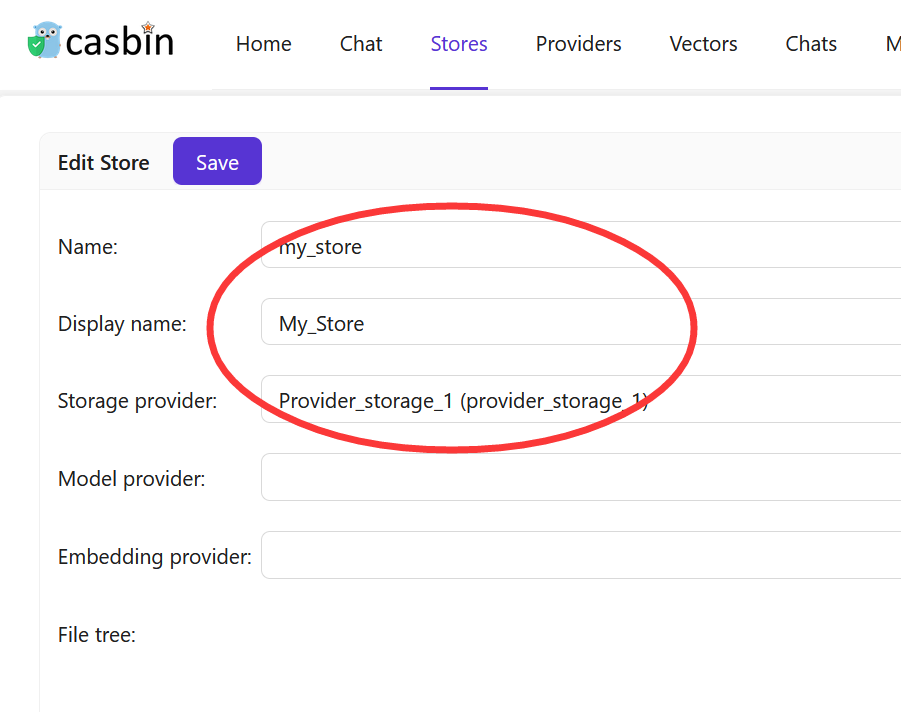 casbin Home Chat Stores Providers Vectors Chats M
Edit Store Save
Name: my_store
Display name: My_Store
Storage provider: Provider_storage_1 (provider_storage_1)
Model provider:
Embedding provider:
File tree: